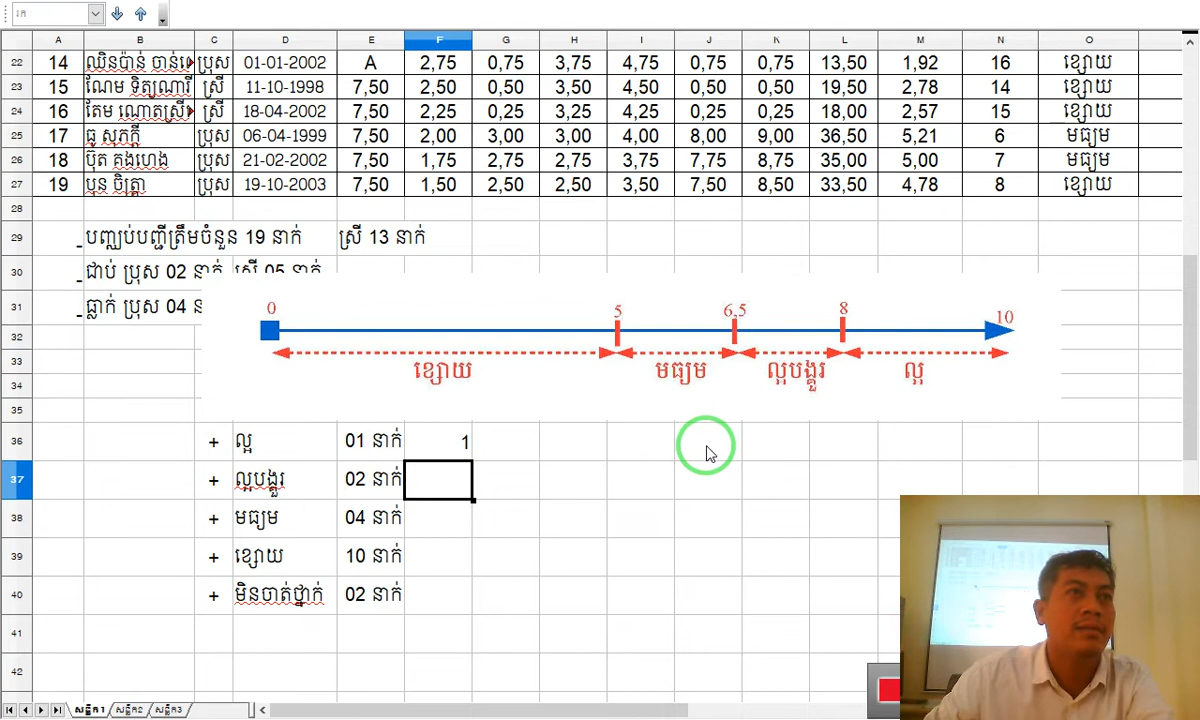 រក
A B C D E F G H I J K L M N O
22 14 ឈិនប៉ាន់ ចាន់ ប្រុស 01-01-2002 A 2,75 0,75 3,75 4,75 0,75 0,75 13,50 1,92 16 ខ្សោយ
23 15 ណែម ទិត្យណារី ស្រី 11-10-1998 7,50 2,50 0,50 3,50 4,50 0,50 0,50 19,50 2,78 14 ខ្សោយ
24 16 តែម ណោតស្រី ស្រី 18-04-2002 7,50 2,25 0,25 3,25 4,25 0,25 0,25 18,00 2,57 15 ខ្សោយ
25 17 ធូ សុភក្ដី ប្រុស 06-04-1999 7,50 2,00 3,00 3,00 4,00 8,00 9,00 36,50 5,21 6 មធ្យម
26 18 ប៊ុត គង់ហេង ប្រុស 21-02-2002 7,50 1,75 2,75 2,75 3,75 7,75 8,75 35,00 5,00 7 មធ្យម
27 19 បុន ចិត្រា ប្រុស 19-10-2003 7,50 1,50 2,50 2,50 3,50 7,50 8,50 33,50 4,78 8 ខ្សោយ
28
29 _ បញ្ឈប់បញ្ជីត្រឹមចំនួន 19 នាក់ ស្រី 13 នាក់
30 _ ជាប់ ប្រុស 02 នាក់ ស្រី 05 នាក់
31 _ ធ្លាក់ ប្រុស 04
0 5 6,5 8 10
32
33
ខ្សោយ មធ្យម ល្អបង្គួរ ល្អ
34
35
36 + ល្អ 01 នាក់ 1
37 + ល្អបង្គួរ 02 នាក់
38 + មធ្យម 04 នាក់
39 + ខ្សោយ 10 នាក់
40 + មិនចាត់ថ្នាក់ 02 នាក់
41
42
សន្លឹក1 សន្លឹក2 សន្លឹក3